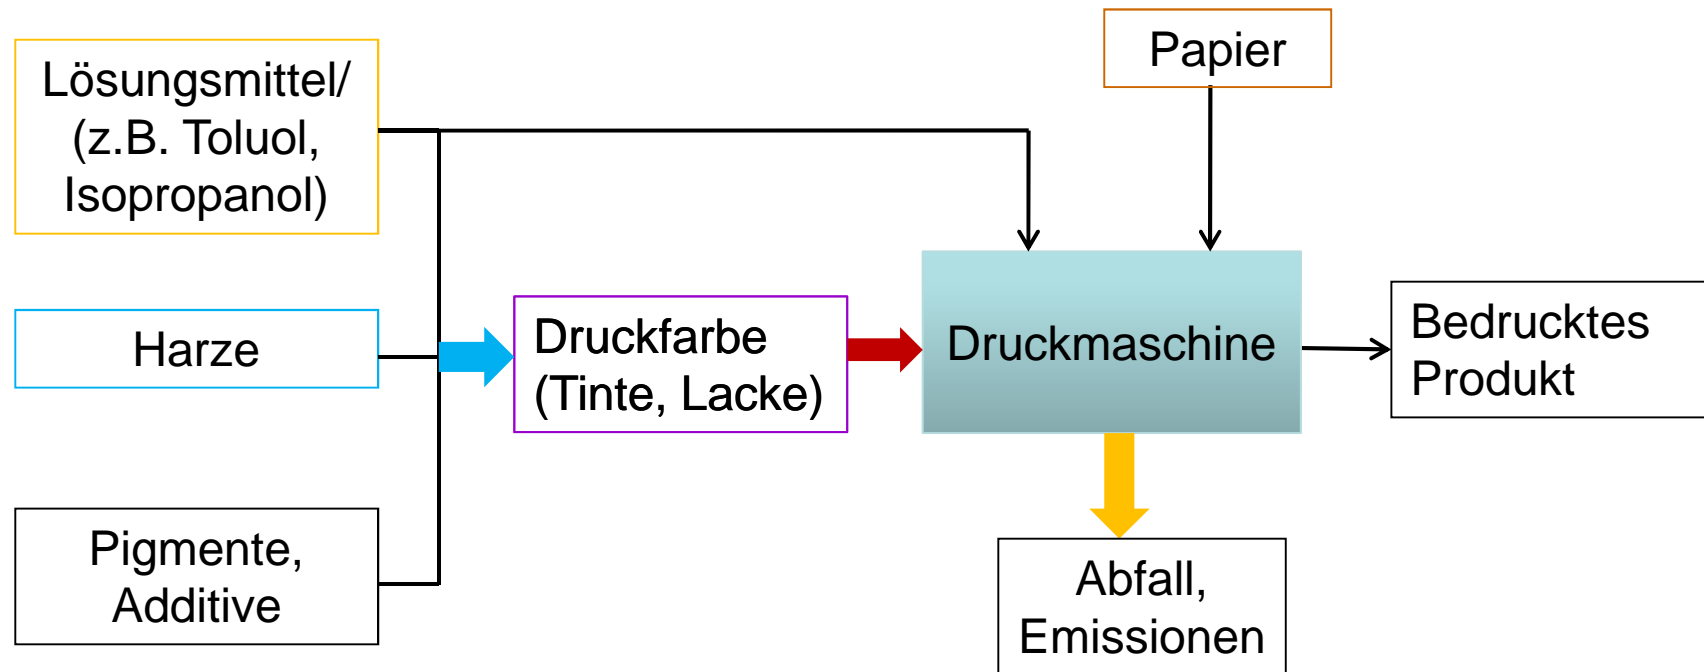 Lösungsmittel/
(z.B. Toluol,
Isopropanol)
Papier
Harze
Druckfarbe
(Tinte, Lacke)
Druckmaschine
Bedrucktes
Produkt
Pigmente,
Additive
Abfall,
Emissionen